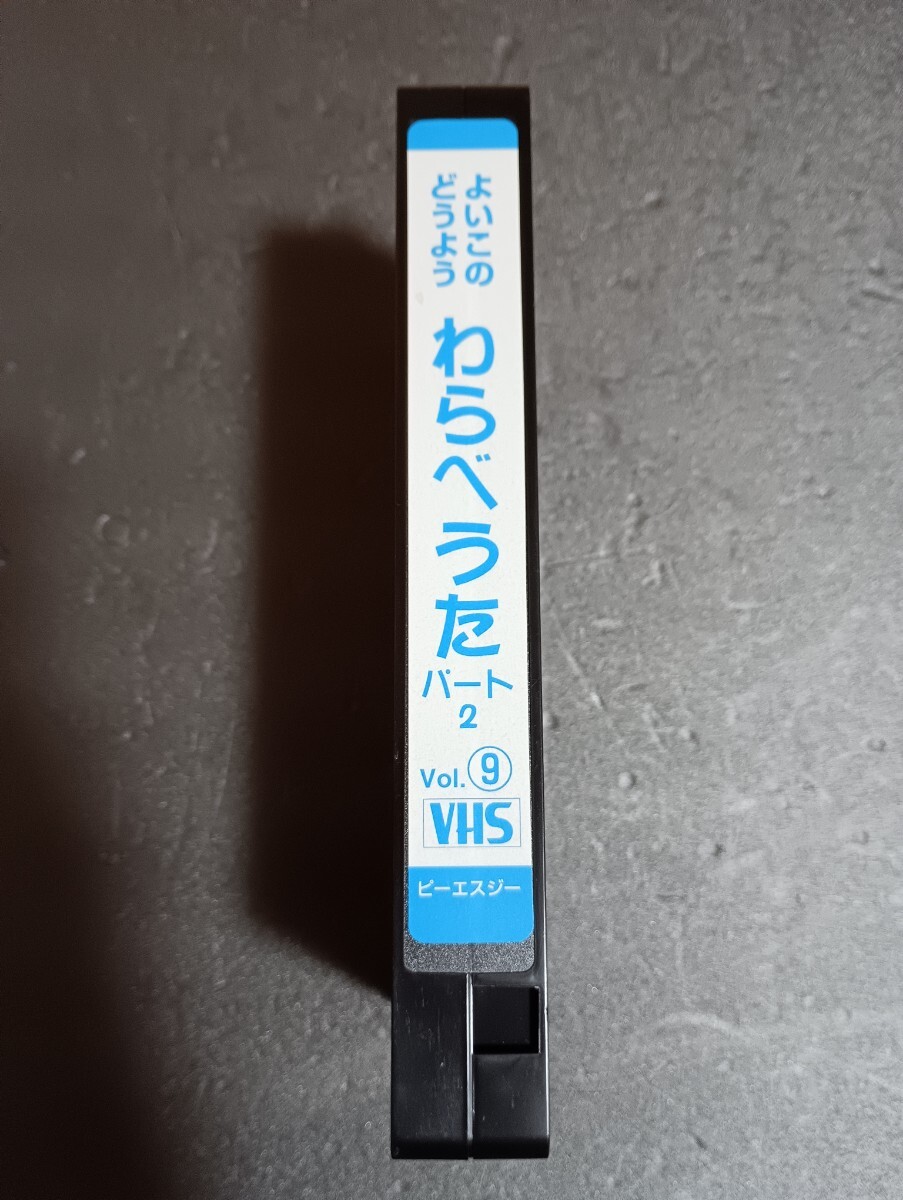 よいこの
どうよう
わらべうた
パート
2
Vol.⑨
VHS
ピーエスジー